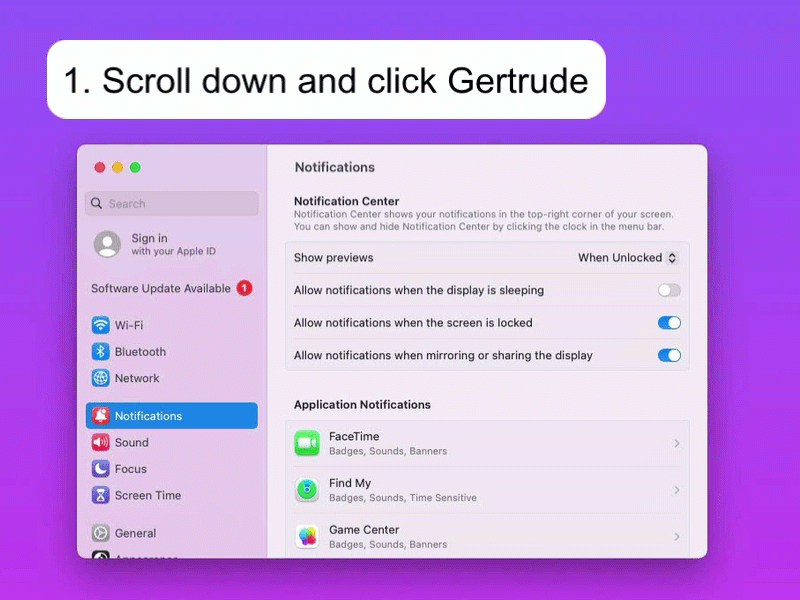 1. Scroll down and click Gertrude
Notifications
Search
Sign in
with your Apple ID
Software Update Available 1
Wi-Fi
Bluetooth
Network
Notifications
Sound
Focus
Screen Time
General
Appearance
Notification Center
Notification Center shows your notifications in the top-right corner of your screen.
You can show and hide Notification Center by clicking the clock in the menu bar.
Show previews When Unlocked
Allow notifications when the display is sleeping
Allow notifications when the screen is locked
Allow notifications when mirroring or sharing the display
Application Notifications
FaceTime
Badges, Sounds, Banners
Find My
Badges, Sounds, Time Sensitive
Game Center
Badges, Sounds, Banners